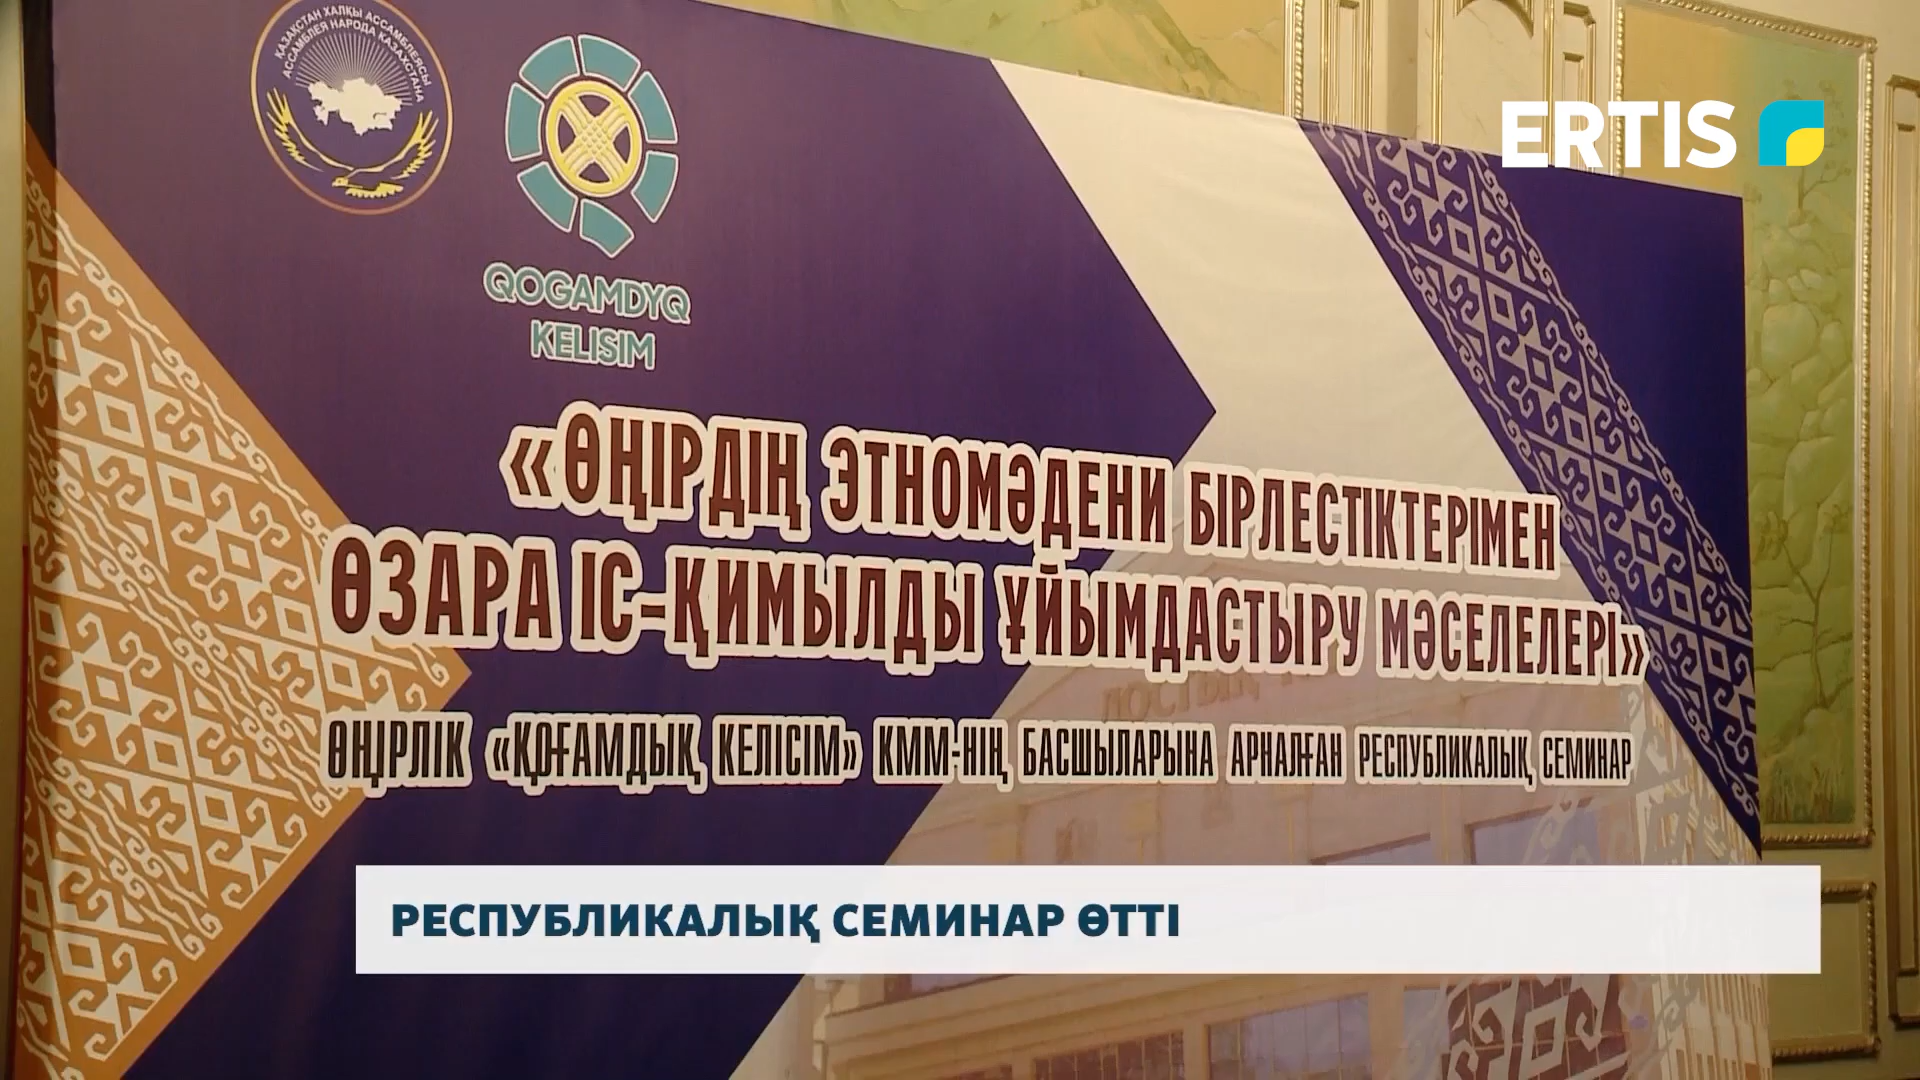 ҚАЗАҚСТАН ХАЛҚЫ АССАМБЛЕЯСЫ
АССАМБЛЕЯ НАРОДА КАЗАХСТАНА
ERTIS
QOGAMDYQ
KELISIM
«ӨҢІРДІҢ ЭТНОМӘДЕНИ БІРЛЕСТІКТЕРІМЕН
ӨЗАРА ІС-ҚИМЫЛДЫ ҰЙЫМДАСТЫРУ МӘСЕЛЕЛЕРІ»
ДОСТЫҚ
ӨҢІРЛІК «ҚОҒАМДЫҚ КЕЛІСІМ» КММ-НІҢ БАСШЫЛАРЫНА АРНАЛҒАН РЕСПУБЛИКАЛЫҚ СЕМИНАР
РЕСПУБЛИКАЛЫҚ СЕМИНАР ӨТТІ